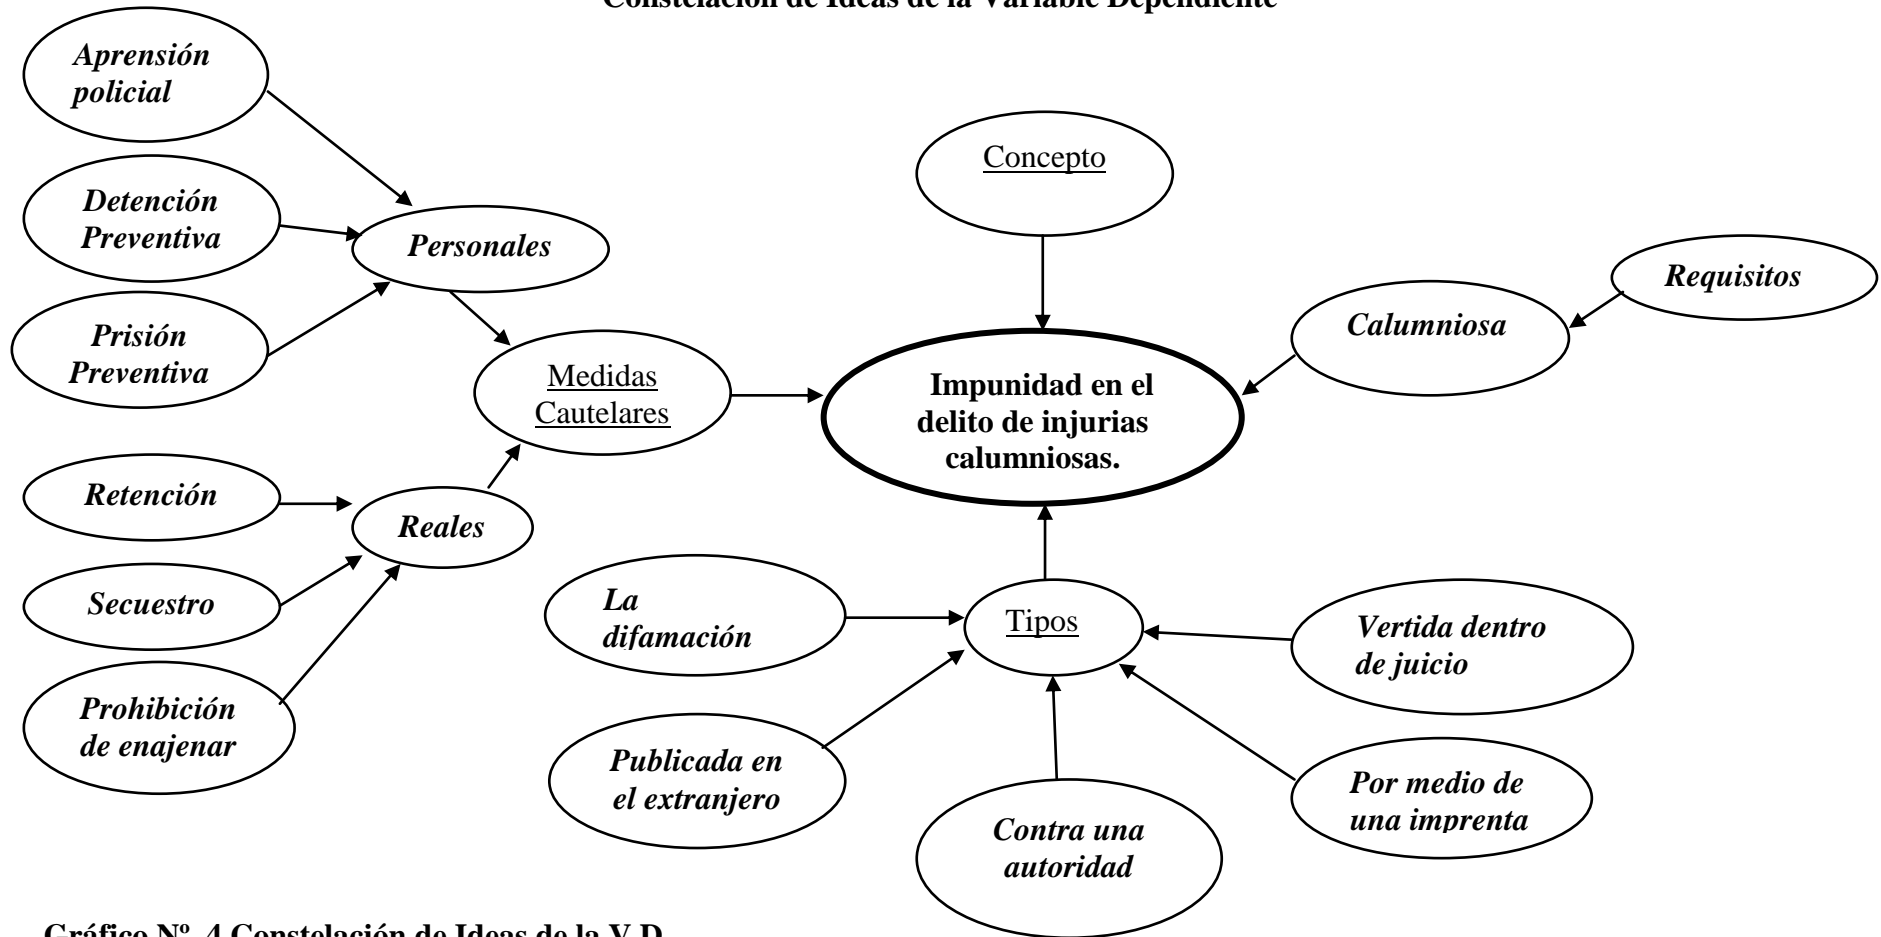 Constelación de Ideas de la Variable Dependiente
Aprensión
policial
Detención
Preventiva
Prisión
Preventiva
Personales
Medidas
Cautelares
Retención
Secuestro
Prohibición
de enajenar
Reales
Concepto
Impunidad en el
delito de injurias
calumniosas.
Calumniosa
Requisitos
Tipos
La
difamación
Publicada en
el extranjero
Contra una
autoridad
Por medio de
una imprenta
Vertida dentro
de juicio
Gráfico Nº 4 Constelación de Ideas de la V.D